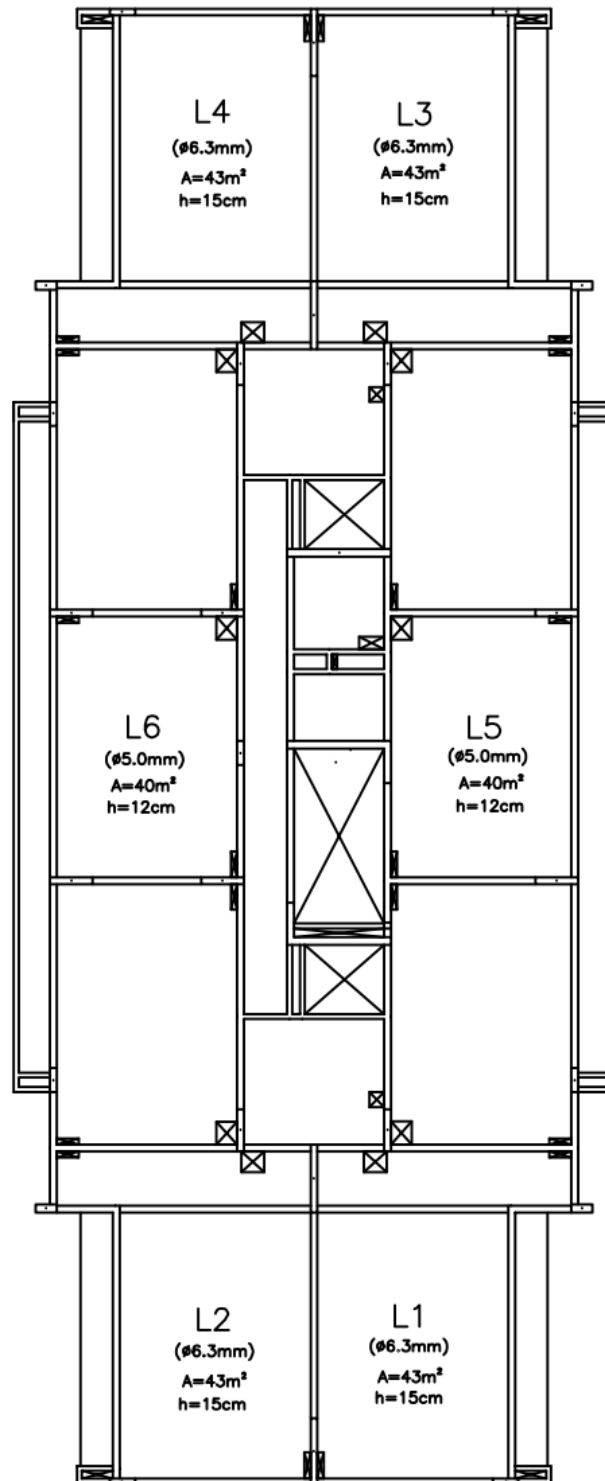 L4
(ø6.3mm)
A=43m²
h=15cm
L3
(ø6.3mm)
A=43m²
h=15cm
L6
(ø5.0mm)
A=40m²
h=12cm
L5
(ø5.0mm)
A=40m²
h=12cm
L2
(ø6.3mm)
A=43m²
h=15cm
L1
(ø6.3mm)
A=43m²
h=15cm